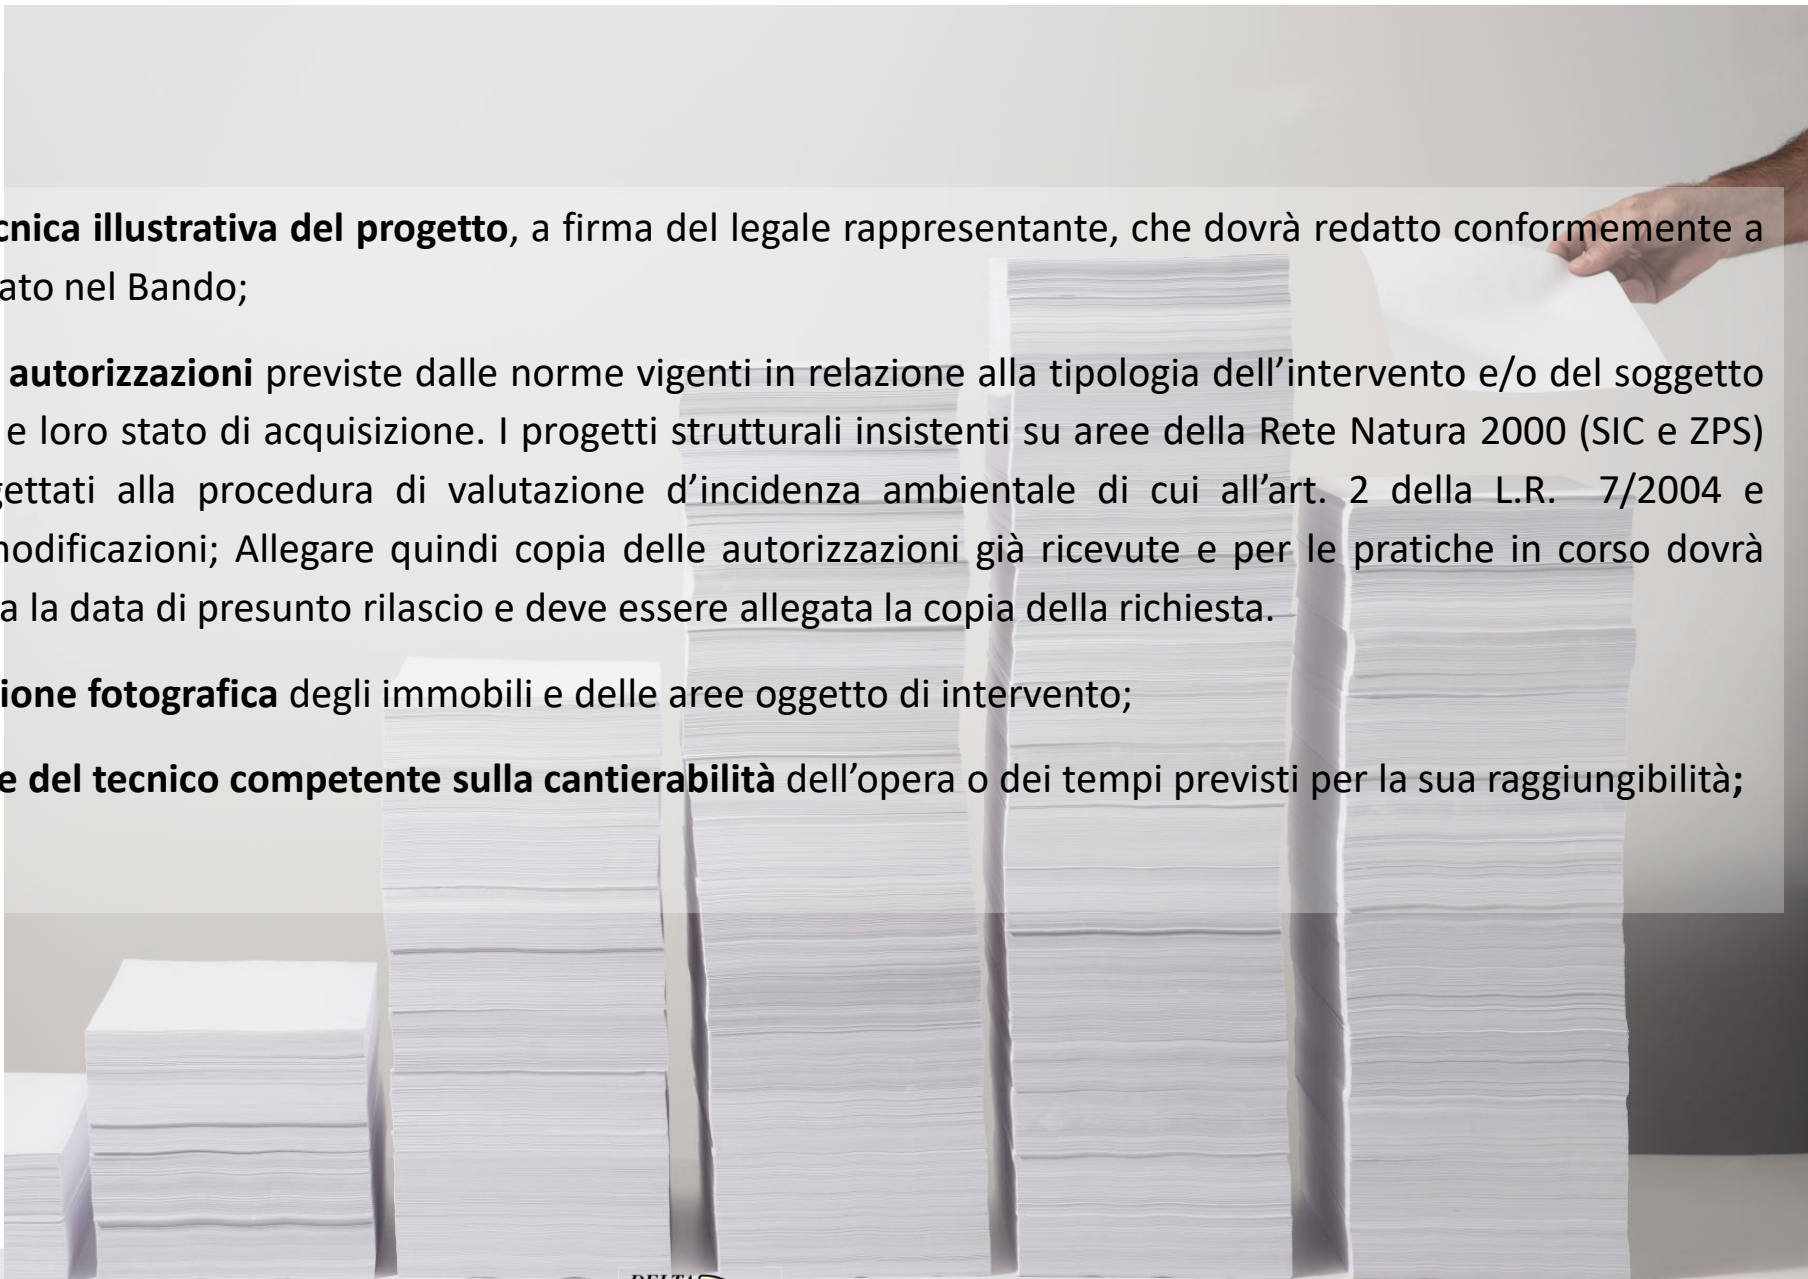 cnica illustrativa del progetto, a firma del legale rappresentante, che dovrà redatto conformemente a
ato nel Bando;
autorizzazioni previste dalle norme vigenti in relazione alla tipologia dell’intervento e/o del soggetto
e loro stato di acquisizione. I progetti strutturali insistenti su aree della Rete Natura 2000 (SIC e ZPS)
gettati alla procedura di valutazione d’incidenza ambientale di cui all’art. 2 della L.R. 7/2004 e
modificazioni; Allegare quindi copia delle autorizzazioni già ricevute e per le pratiche in corso dovrà
a la data di presunto rilascio e deve essere allegata la copia della richiesta.
ione fotografica degli immobili e delle aree oggetto di intervento;
e del tecnico competente sulla cantierabilità dell’opera o dei tempi previsti per la sua raggiungibilità;
DELTA